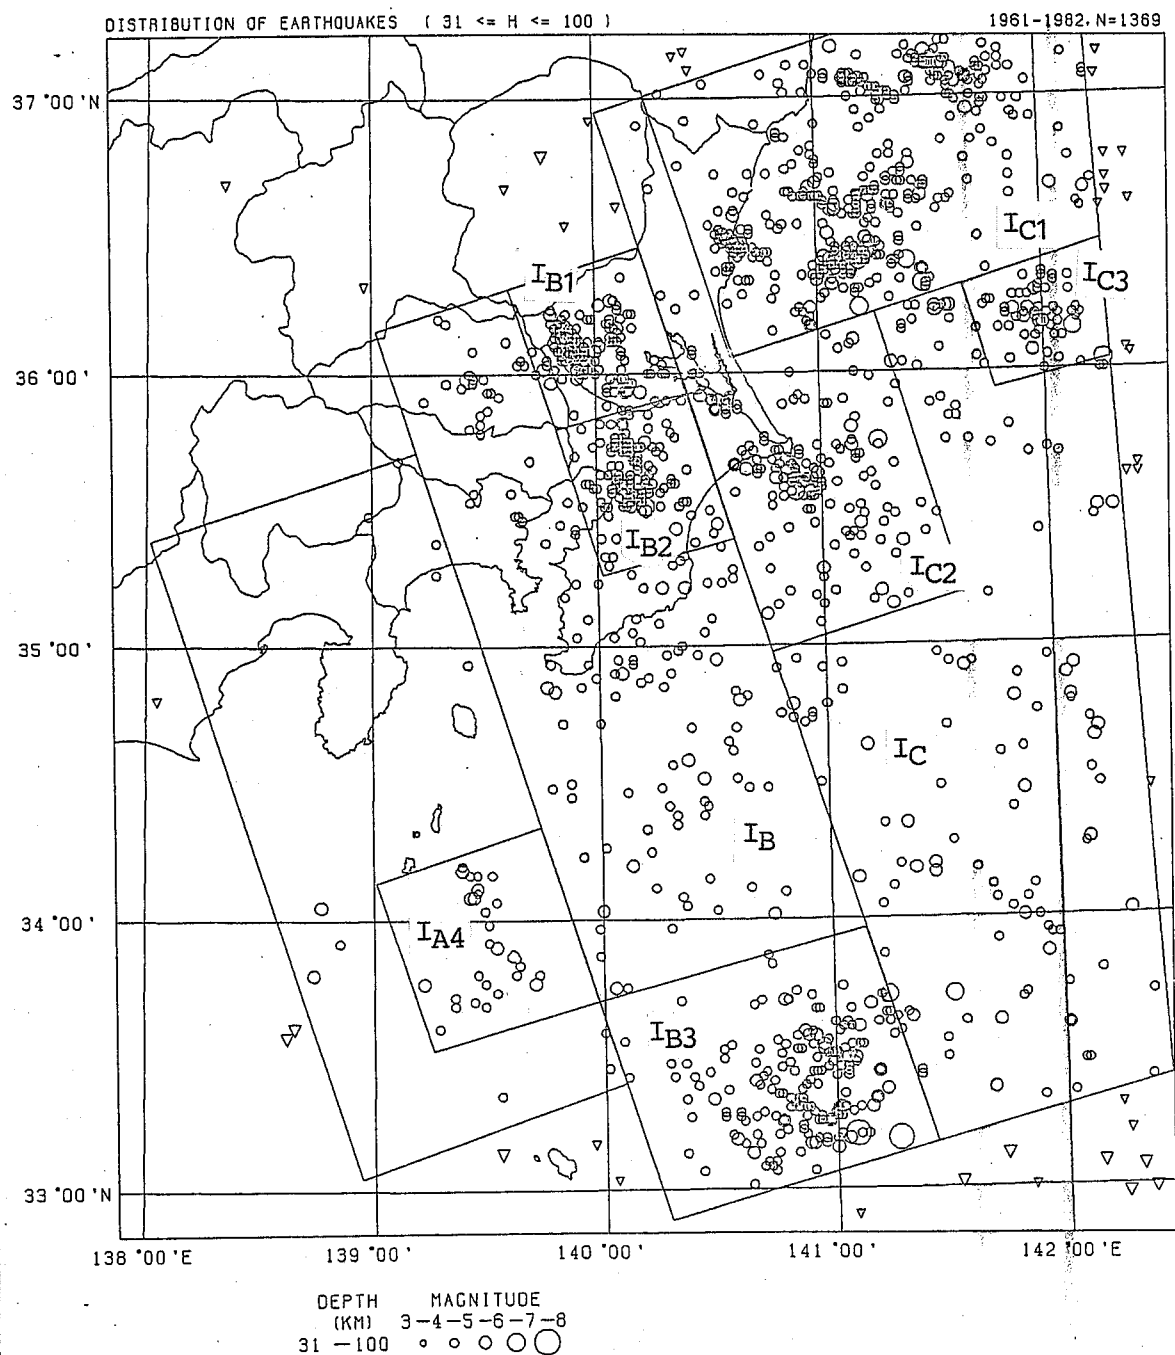 DISTRIBUTION OF EARTHQUAKES ( 31 <= H <= 100 )
1961-1982, N=1369
37°00'N
36°00'
35°00'
34°00'
33°00'N
IC1
IC3
IB1
IB2
IC2
IC
IB
IA4
IB3
138°00'E
139°00'
140°00'
141°00'
142°00'E
DEPTH MAGNITUDE
(KM) 3-4-5-6-7-8
31 -100